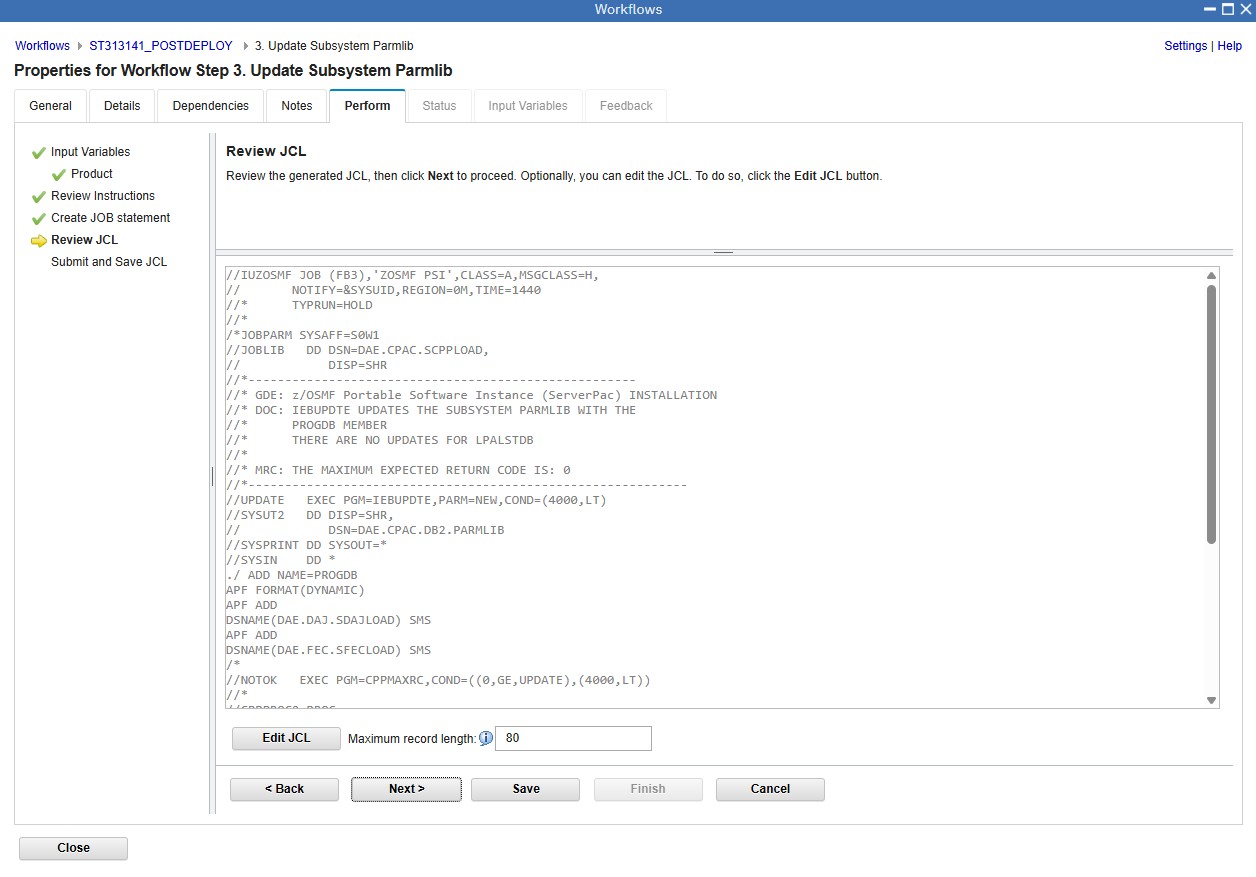 Workflows
Workflows ST313141_POSTDEPLOY 3. Update Subsystem Parmlib
Settings | Help
Properties for Workflow Step 3. Update Subsystem Parmlib
General Details Dependencies Notes Perform Status Input Variables Feedback
Input Variables
Product
Review Instructions
Create JOB statement
Review JCL
Submit and Save JCL
Review JCL
Review the generated JCL, then click Next to proceed. Optionally, you can edit the JCL. To do so, click the Edit JCL button.
//IUZOSMF JOB (FB3),'ZOSMF PSI',CLASS=A,MSGCLASS=H,
//       NOTIFY=&SYSUID,REGION=0M,TIME=1440
//*      TYPRUN=HOLD
//*
/*JOBPARM SYSAFF=S0W1
//JOBLIB   DD DSN=DAE.CPAC.SCPPLOAD,
//            DISP=SHR
//*-----------------------------------------------------
//* GDE: z/OSMF Portable Software Instance (ServerPac) INSTALLATION
//* DOC: IEBUPDTE UPDATES THE SUBSYSTEM PARMLIB WITH THE
//*      PROGDB MEMBER
//*      THERE ARE NO UPDATES FOR LPALSTDB
//*
//* MRC: THE MAXIMUM EXPECTED RETURN CODE IS: 0
//*------------------------------------------------------------
//UPDATE   EXEC PGM=IEBUPDTE,PARM=NEW,COND=(4000,LT)
//SYSUT2   DD DISP=SHR,
//            DSN=DAE.CPAC.DB2.PARMLIB
//SYSPRINT DD SYSOUT=*
//SYSIN    DD *
./ ADD NAME=PROGDB
APF FORMAT(DYNAMIC)
APF ADD
DSNAME(DAE.DAJ.SDAJLOAD) SMS
APF ADD
DSNAME(DAE.FEC.SFECLOAD) SMS
/*
//NOTOK   EXEC PGM=CPPMAXRC,COND=((0,GE,UPDATE),(4000,LT))
//*
Edit JCL Maximum record length: 80
< Back Next > Save Finish Cancel
Close